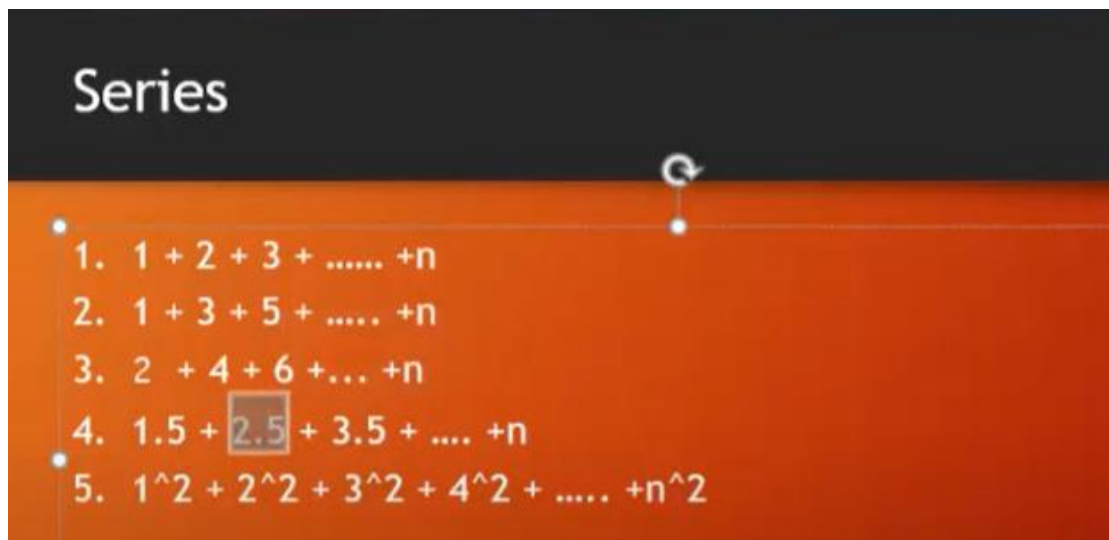 Series
1. 1 + 2 + 3 + ...... +n
2. 1 + 3 + 5 + ..... +n
3. 2 + 4 + 6 +... +n
4. 1.5 + 2.5 + 3.5 + .... +n
5. 1^2 + 2^2 + 3^2 + 4^2 + ..... +n^2